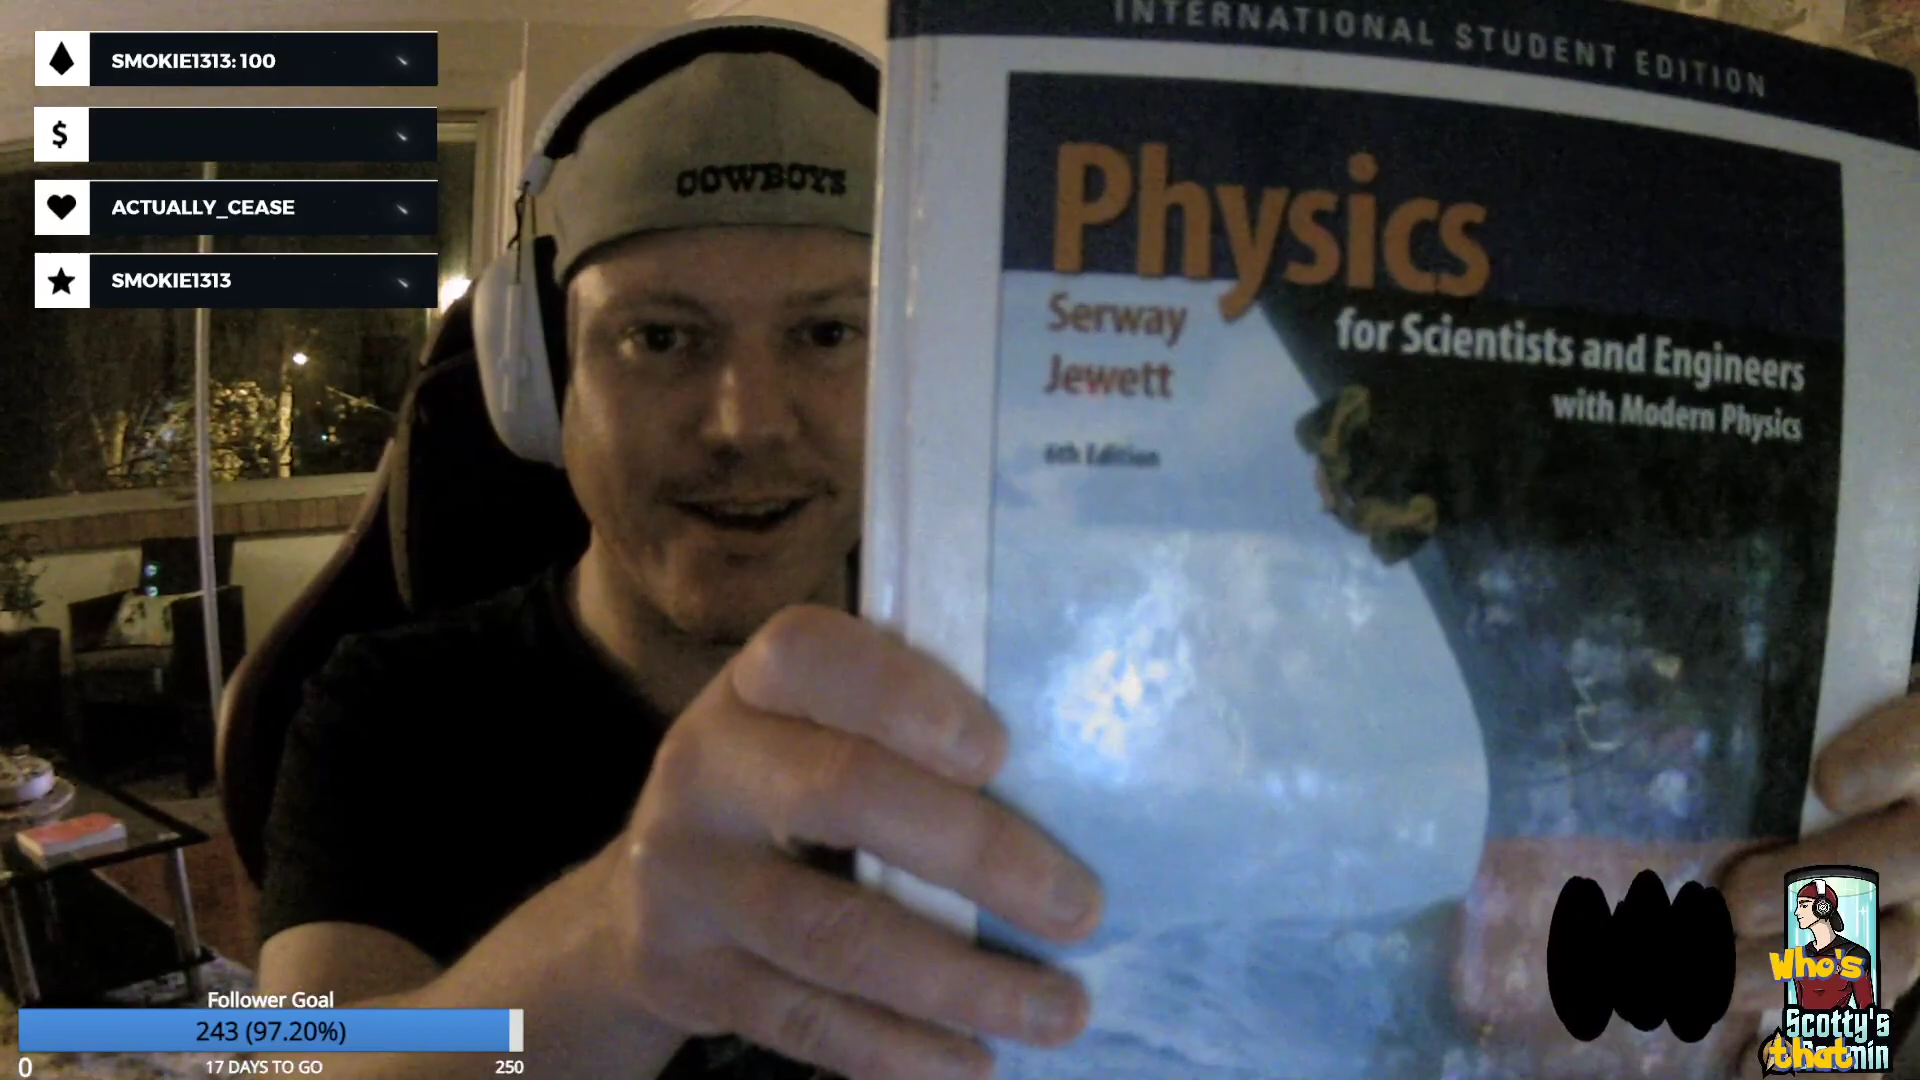 SMOKIE1313: 100
$
ACTUALLY_CEASE
SMOKIE1313
COWBOYS
INTERNATIONAL STUDENT EDITION
Physics
for Scientists and Engineers
with Modern Physics
Serway
Jewett
6th Edition
Follower Goal
243 (97.20%)
0
17 DAYS TO GO
250
Who's
Scotty's
that